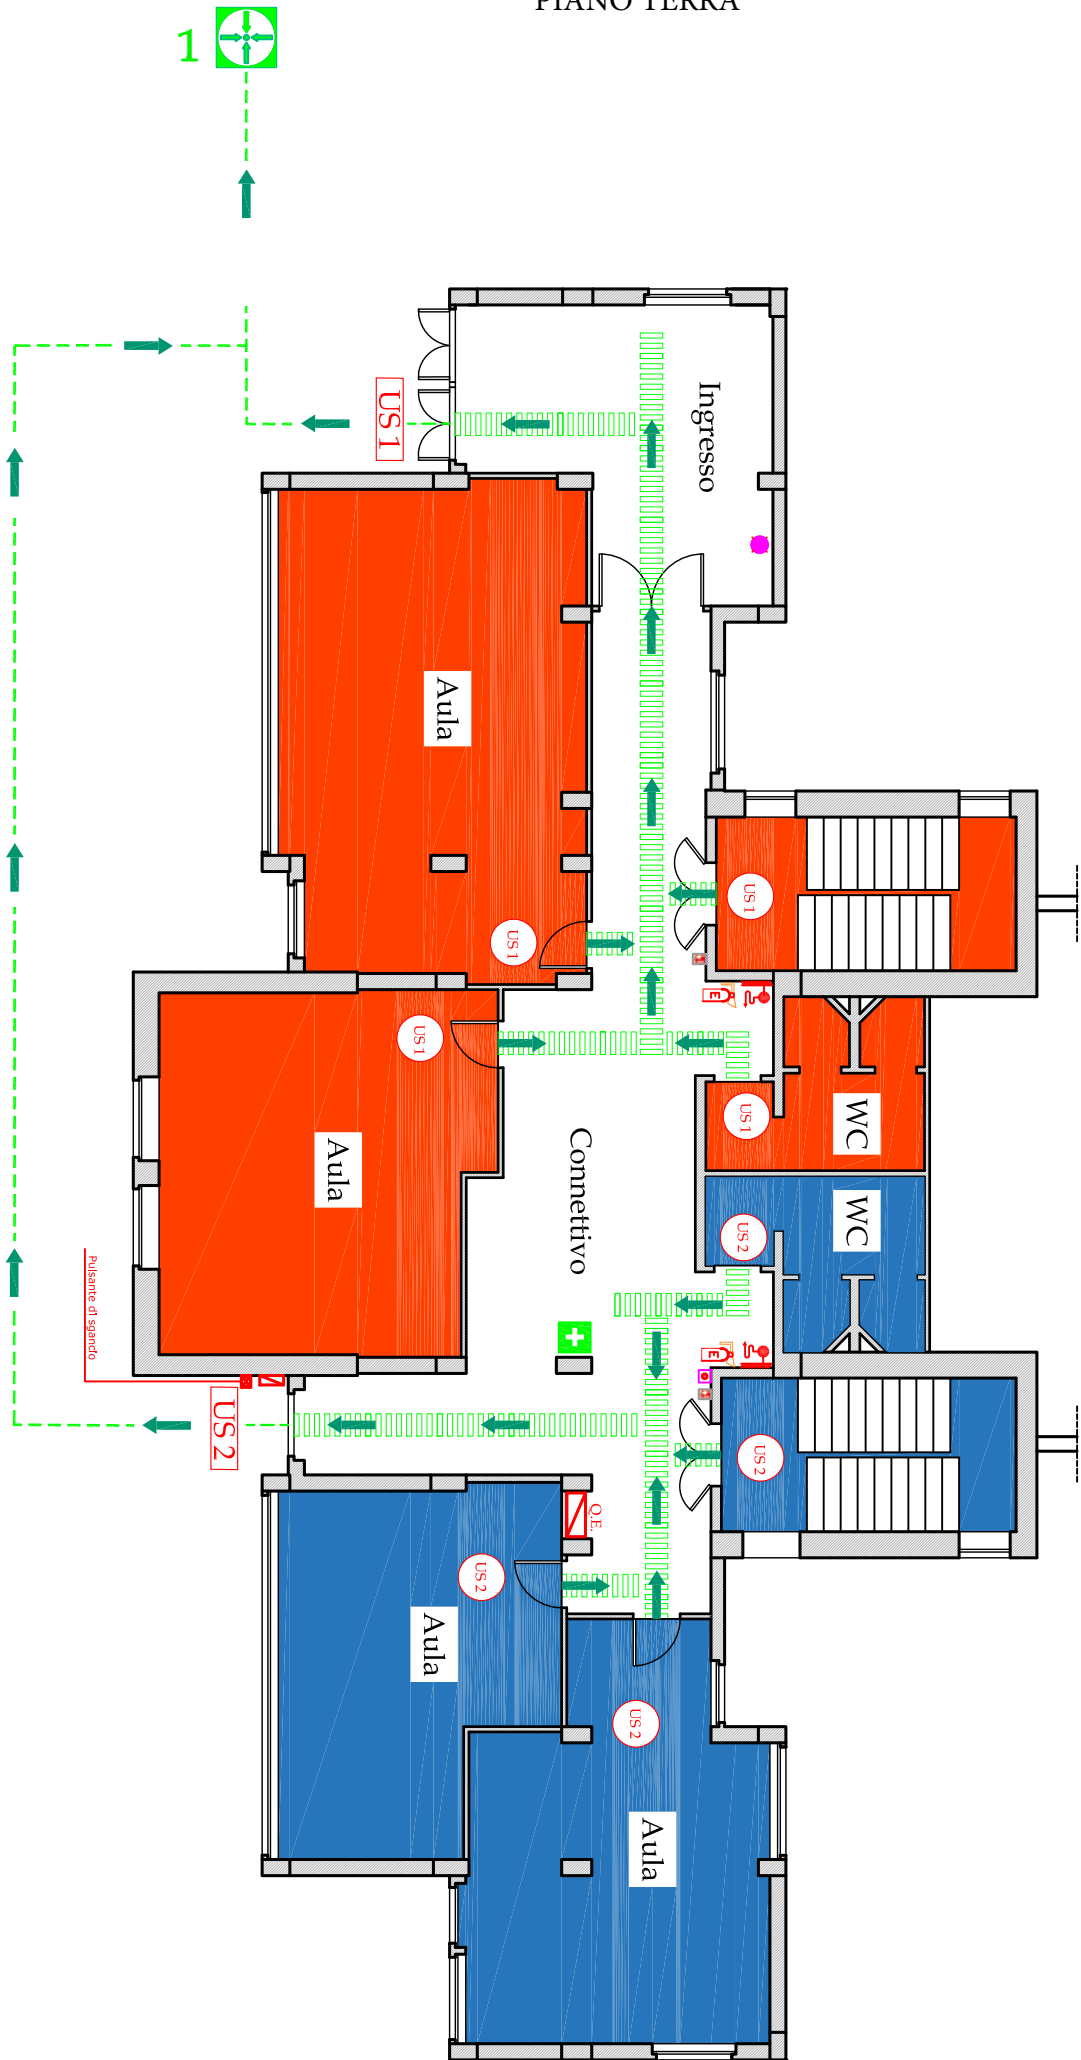 PIANO TERRA
1
US 1
Ingresso
Aula
US 1
US 1
US 1
Aula
US 1
WC
Connettivo
WC
US 2
Pulsante di sgancio
E
E
US 2
US 2
Q.E.
US 2
Aula
US 2
Aula